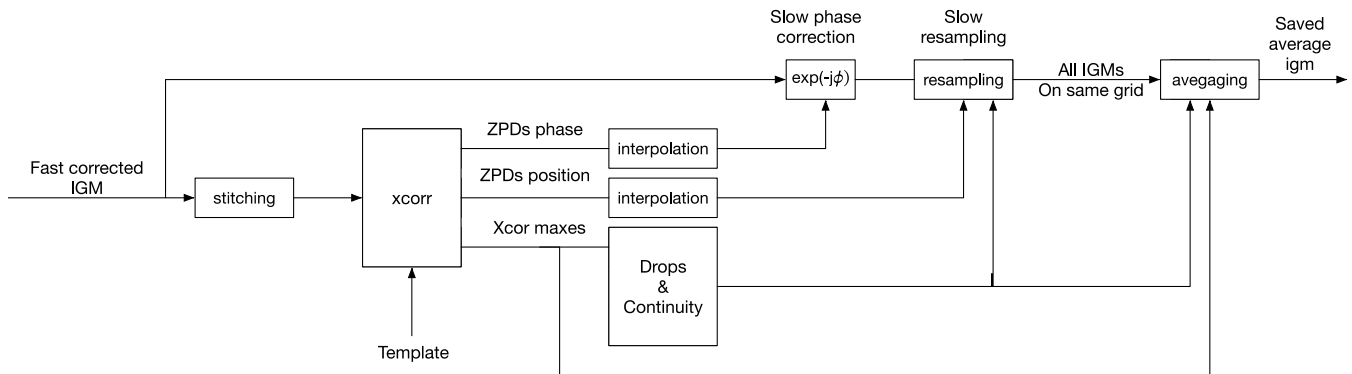 Slow phase
correction
Slow
resampling
Saved
average
igm
exp(-jϕ)
resampling
All IGMs
On same grid
avegaging
ZPDs phase
interpolation
Fast corrected
IGM
stitching
xcorr
ZPDs position
interpolation
Xcor maxes
Drops
&
Continuity
Template